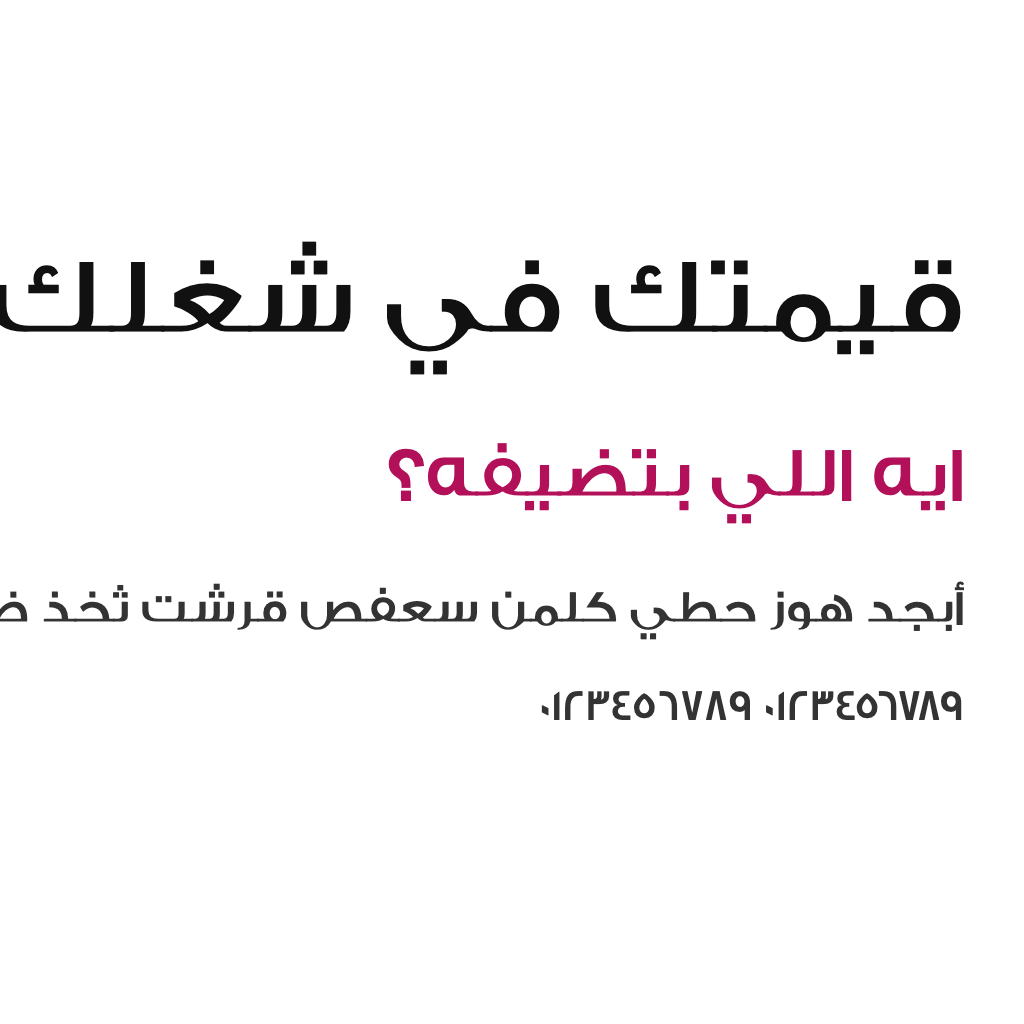 قيمتك في شغلك
ايه اللي بتضيفه؟
أبجد هوز حطي كلمن سعفص قرشت ثخذ
٠١٢٣٤٥٦٧٨٩ ٠١٢٣٤٥٦٧٨٩